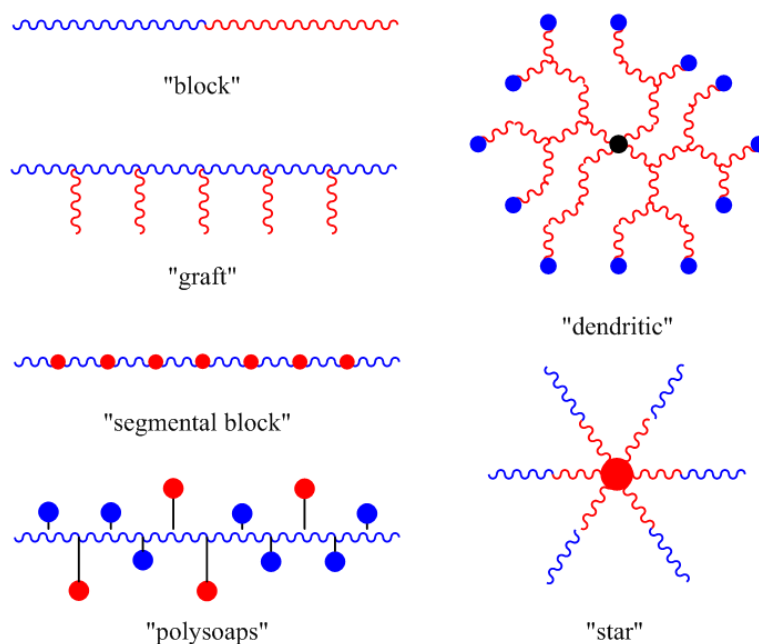 "block"
"graft"
"segmental block"
"polysoaps"
"dendritic"
"star"